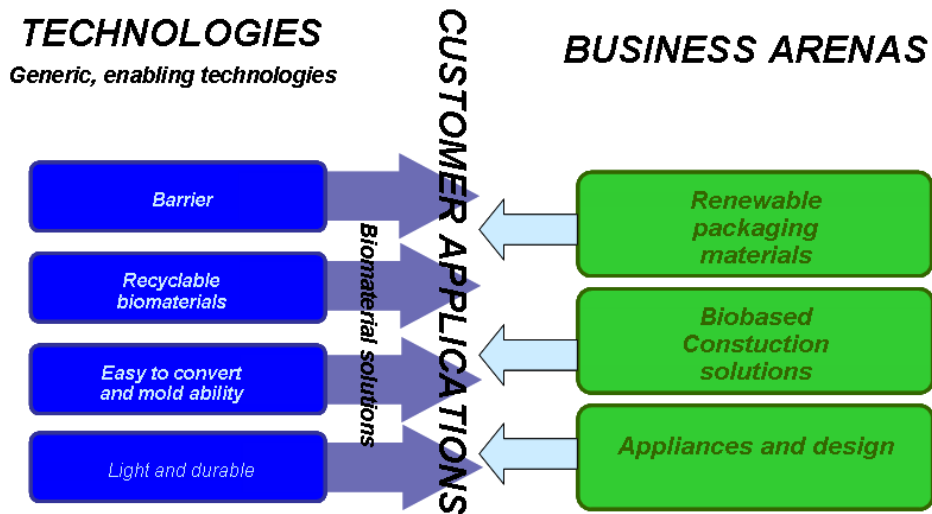 TECHNOLOGIES
Generic, enabling technologies
Barrier
Recyclable
biomaterials
Easy to convert
and mold ability
Light and durable
Biomaterial solutions
CUSTOMER APPLICATIONS
BUSINESS ARENAS
Renewable
packaging
materials
Biobased
Constuction
solutions
Appliances and design